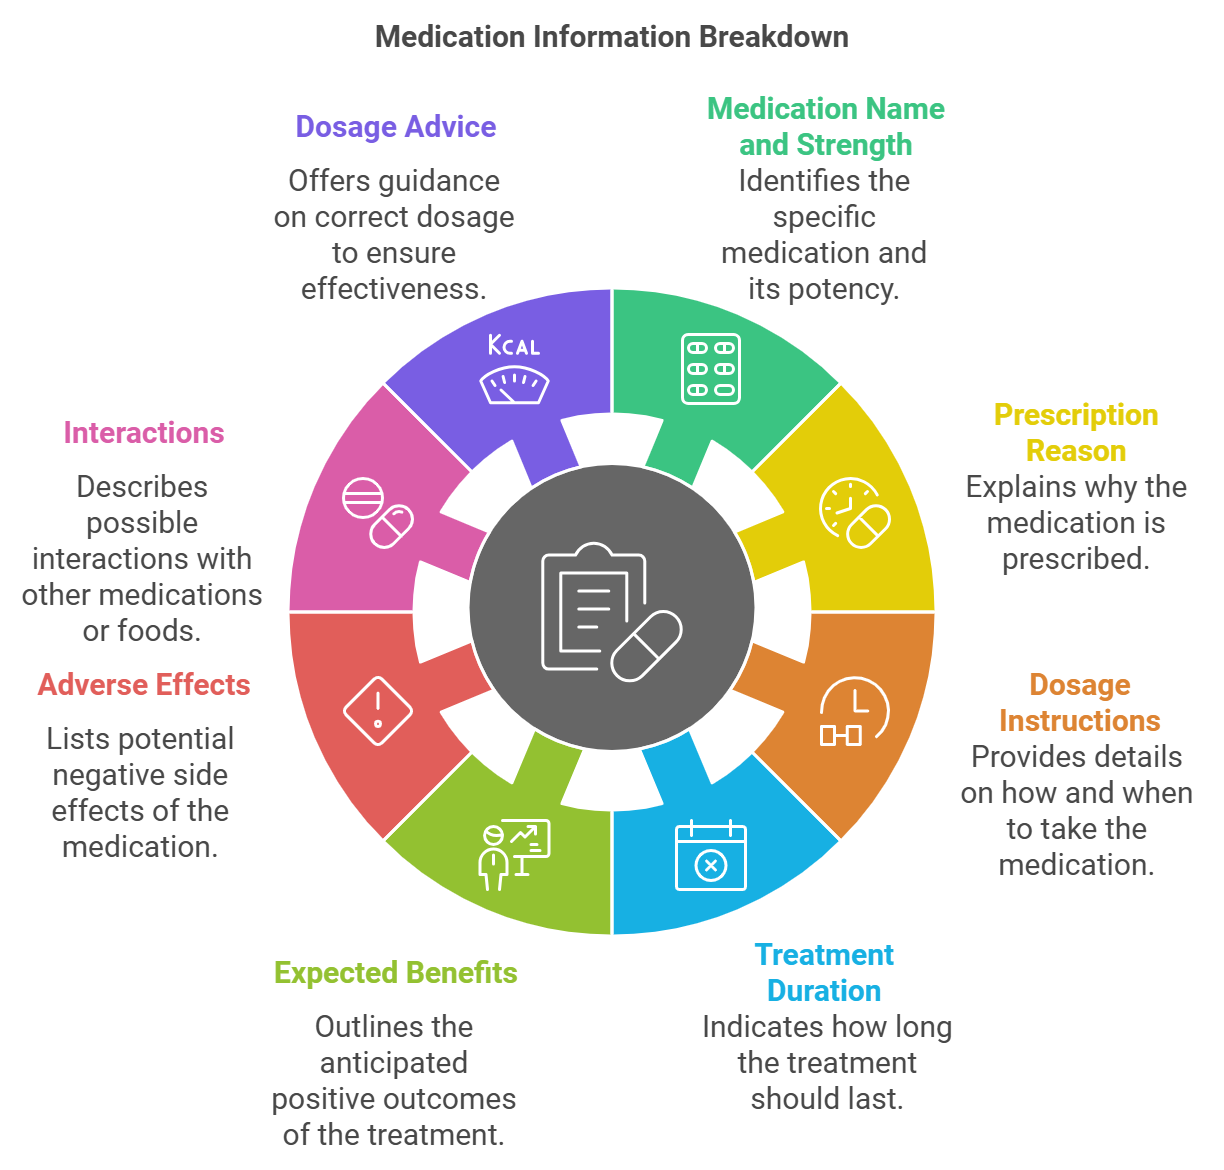 Medication Information Breakdown
Dosage Advice
Offers guidance
on correct dosage
to ensure
effectiveness.
Medication Name
and Strength
Identifies the
specific
medication and
its potency.
KCAL
Interactions
Describes
possible
interactions with
other medications
or foods.
Prescription
Reason
Explains why the
medication is
prescribed.
Adverse Effects
Lists potential
negative side
effects of the
medication.
Dosage
Instructions
Provides details
on how and when
to take the
medication.
Expected Benefits
Outlines the
anticipated
positive outcomes
of the treatment.
Treatment
Duration
Indicates how long
the treatment
should last.